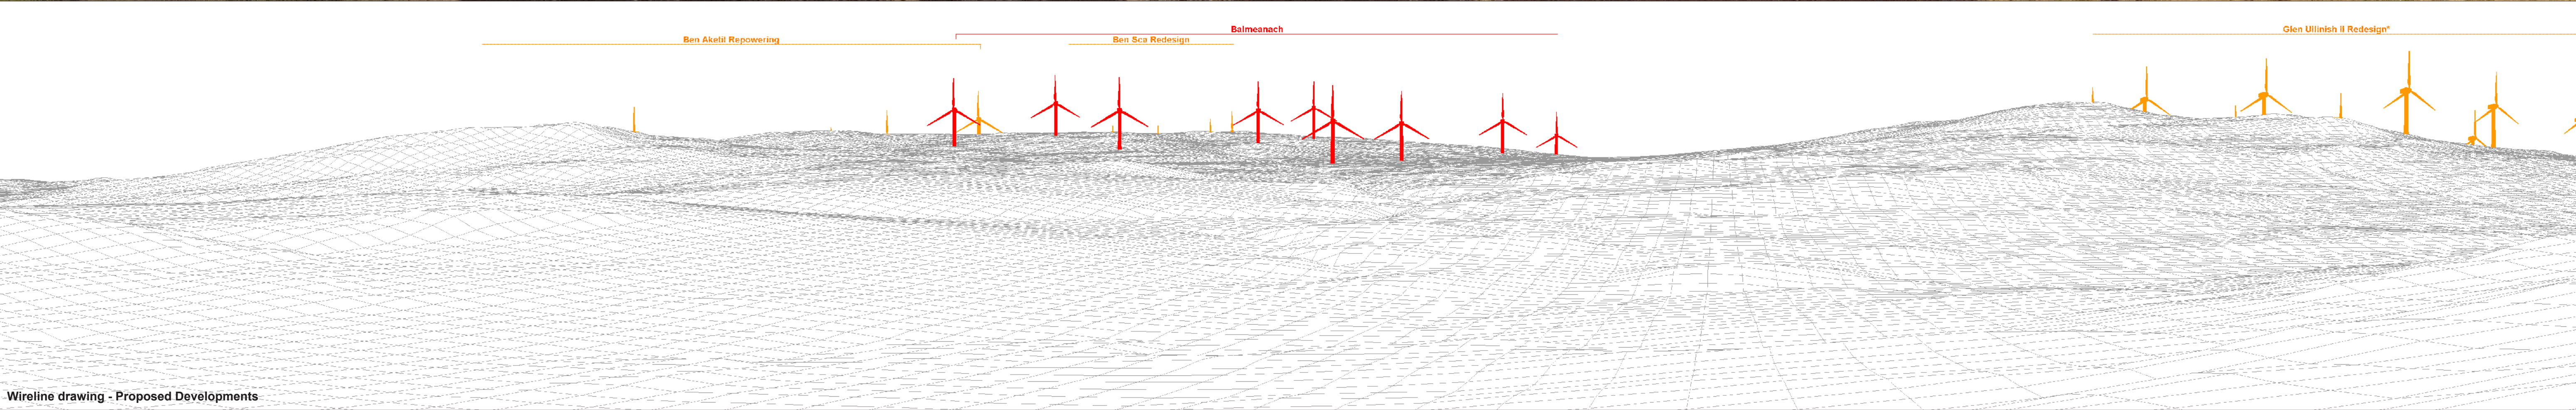 Balmeanach
Glen Ullinish II Redesign*
Ben Aketil Repowering
Ben Sca Redesign
Wireline drawing - Proposed Developments